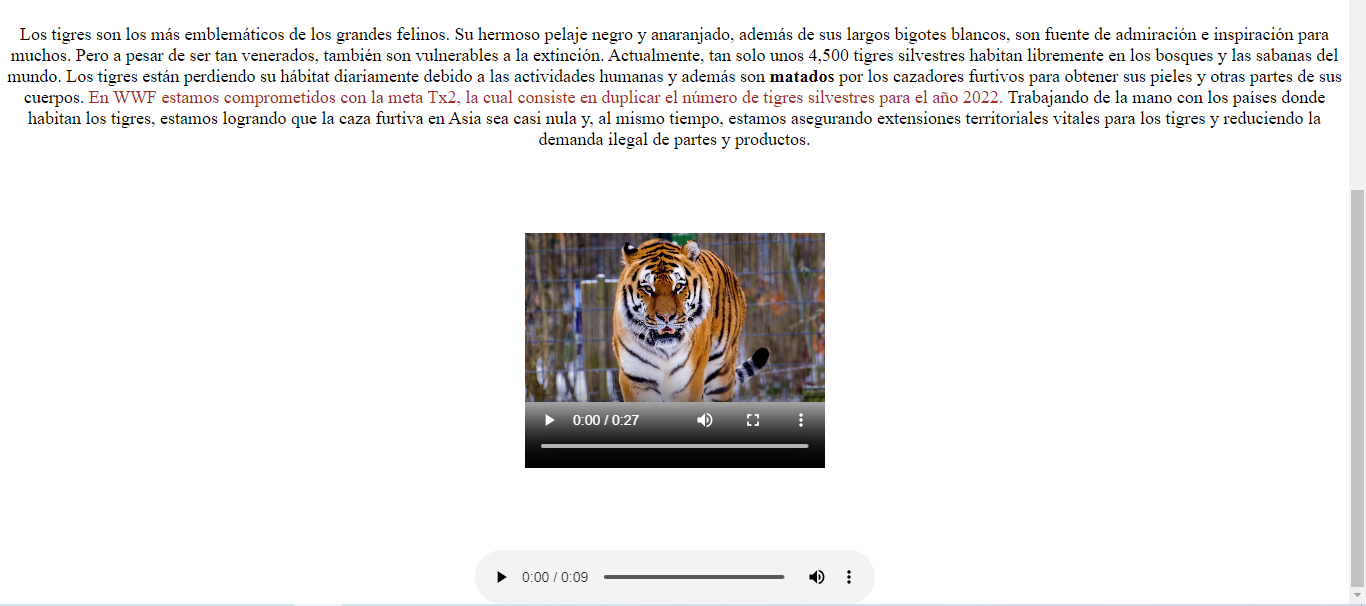 Los tigres son los más emblemáticos de los grandes felinos. Su hermoso pelaje negro y anaranjado, además de sus largos bigotes blancos, son fuente de admiración e inspiración para
muchos. Pero a pesar de ser tan venerados, también son vulnerables a la extinción. Actualmente, tan solo unos 4,500 tigres silvestres habitan libremente en los bosques y las sabanas del
mundo. Los tigres están perdiendo su hábitat diariamente debido a las actividades humanas y además son matados por los cazadores furtivos para obtener sus pieles y otras partes de sus
cuerpos. En WWF estamos comprometidos con la meta Tx2, la cual consiste en duplicar el número de tigres silvestres para el año 2022. Trabajando de la mano con los países donde
habitan los tigres, estamos logrando que la caza furtiva en Asia sea casi nula y, al mismo tiempo, estamos asegurando extensiones territoriales vitales para los tigres y reduciendo la
demanda ilegal de partes y productos.
0:00 / 0:27
0:00 / 0:09